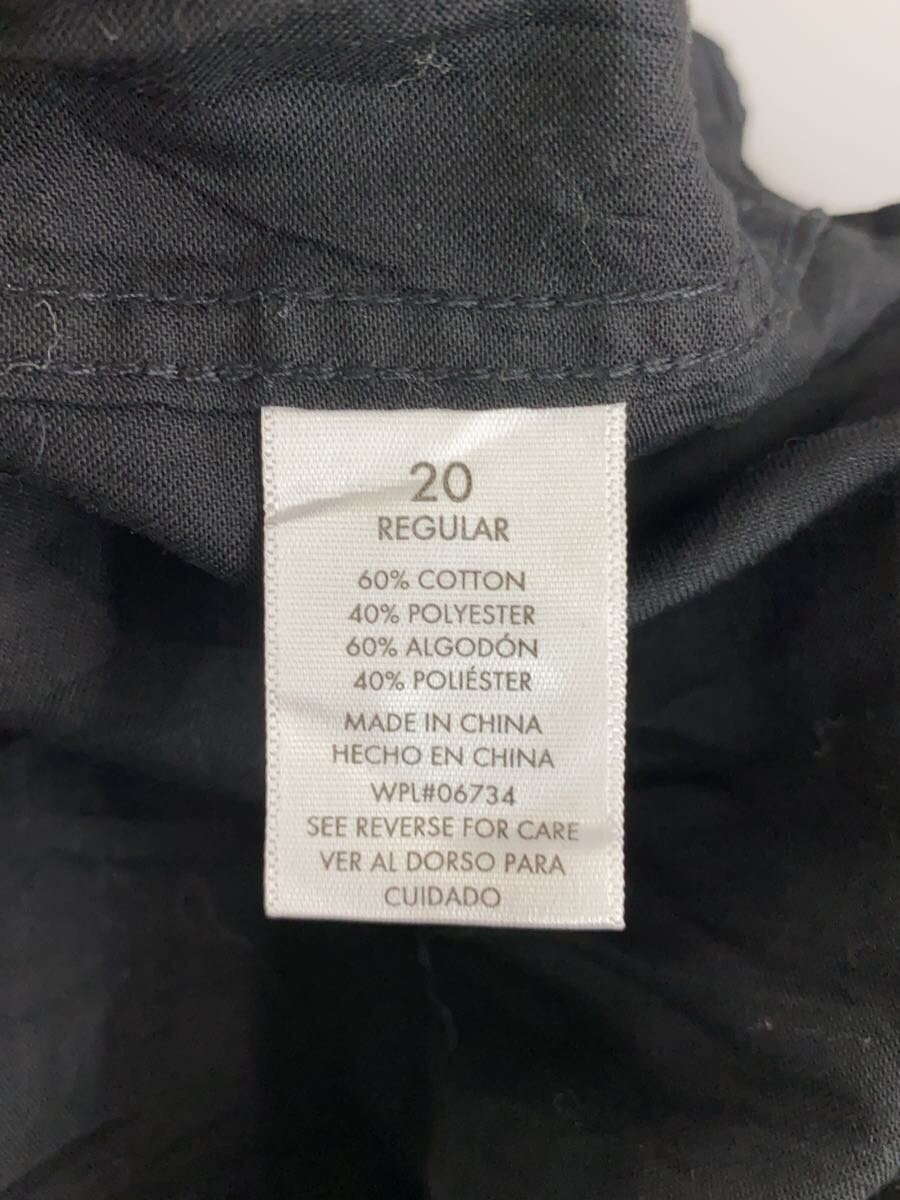 20
REGULAR
60% COTTON
40% POLYESTER
60% ALGODÓN
40% POLIÉSTER
MADE IN CHINA
HECHO EN CHINA
WPL#06734
SEE REVERSE FOR CARE
VER AL DORSO PARA
CUIDADO